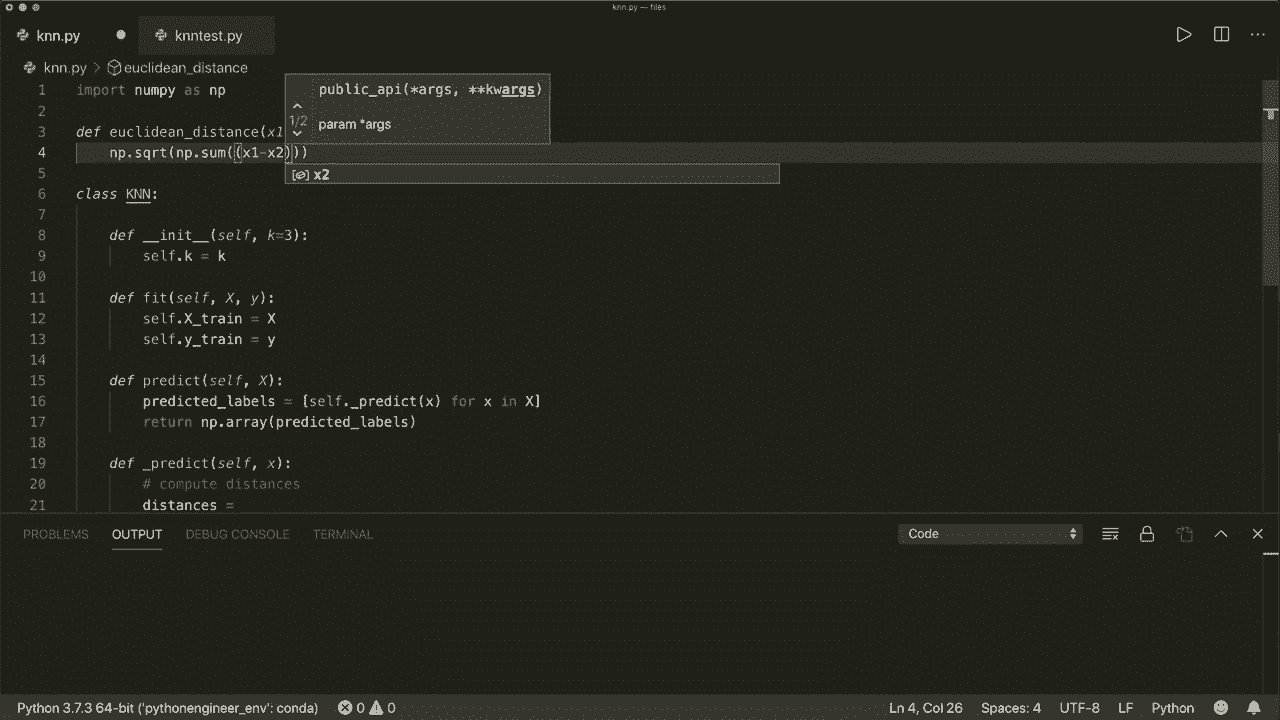 knn.py — files
knn.py knntest.py
knn.py > euclidean_distance
1 import numpy as np
2
3 def euclidean_distance(x1
4 np.sqrt(np.sum((x1-x2)))
5
6 class KNN:
7
8 def __init__(self, k=3):
9 self.k = k
10
11 def fit(self, X, y):
12 self.X_train = X
13 self.y_train = y
14
15 def predict(self, X):
16 predicted_labels = [self._predict(x) for x in X]
17 return np.array(predicted_labels)
18
19 def _predict(self, x):
20 # compute distances
21 distances =
public_api(*args, **kwargs)
1/2
param *args
x2
PROBLEMS OUTPUT DEBUG CONSOLE TERMINAL Code
Python 3.7.3 64-bit ('pythonengineer_env': conda) 0 0 Ln 4, Col 26 Spaces: 4 UTF-8 LF Python